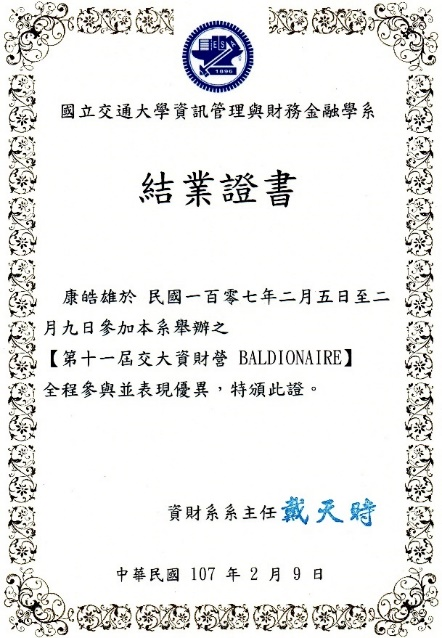 ESA
1896
國立交通大學資訊管理與財務金融學系
結業證書
康皓雄於 民國一百零七年二月五日至二
月九日參加本系舉辦之
【第十一屆交大資財營 BALDIONAIRE】
全程參與並表現優異，特頒此證。
資財系系主任 戴天時
中華民國 107 年 2 月 9 日